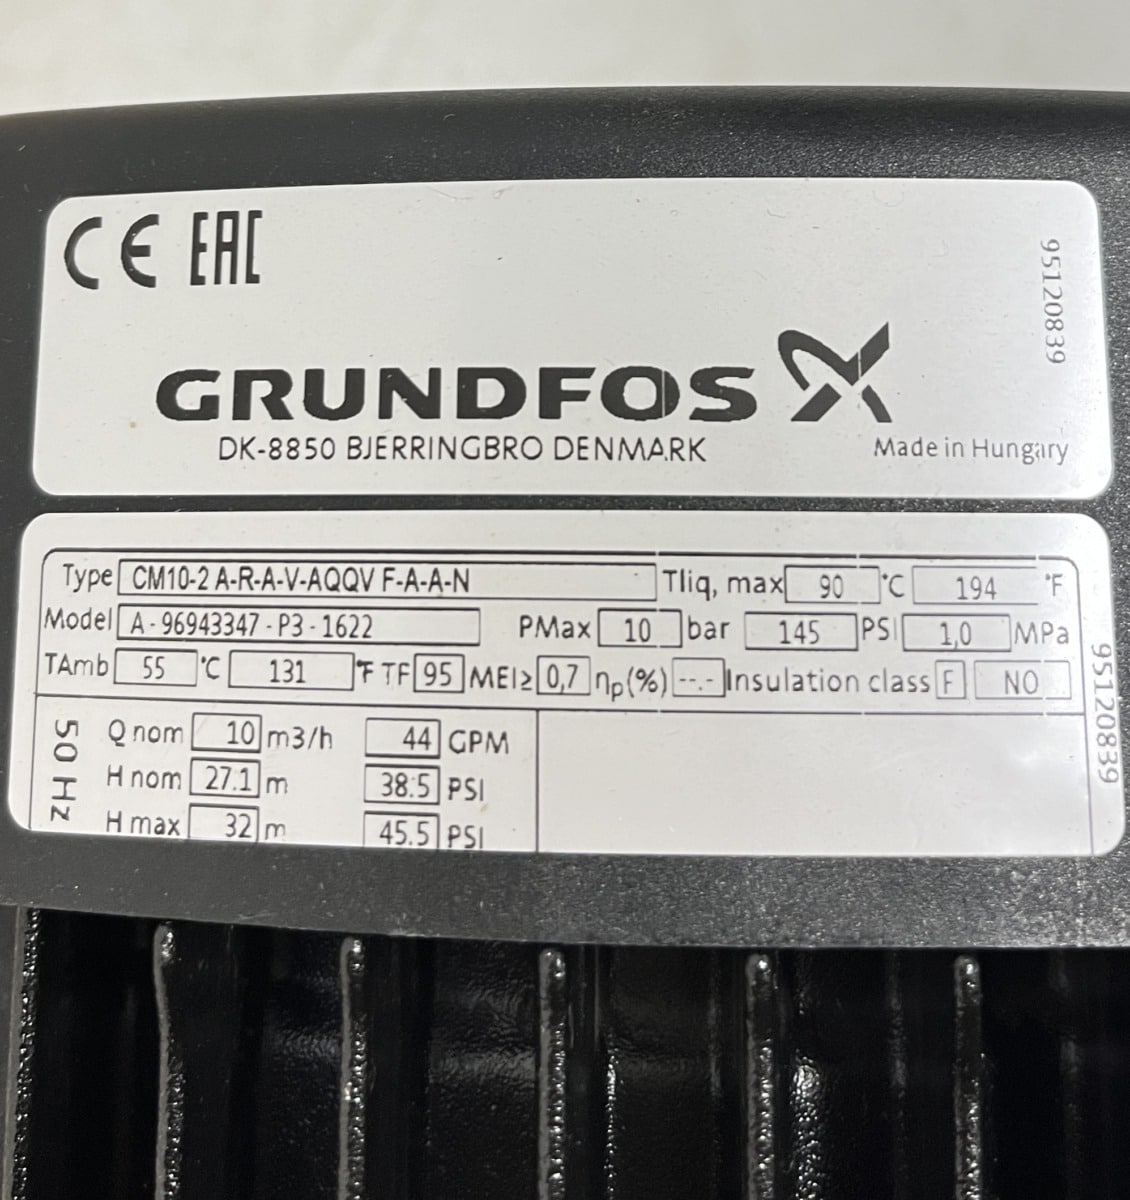 CE EAC
95120839
GRUNDFOS
DK-8850 BJERRINGBRO DENMARK
Made in Hungary
Type CM10-2 A-R-A-V-AQQV F-A-A-N Tliq, max 90 °C 194 °F
Model A - 96943347 - P3 - 1622 PMax 10 bar 145 PSI 1,0 MPa
TAmb 55 °C 131 °F TF 95 MEI≥ 0,7 ηp(%) --.- Insulation class F NO
95120839
50 Hz
Q nom 10 m3/h 44 GPM
H nom 27.1 m 38.5 PSI
H max 32 m 45.5 PSI